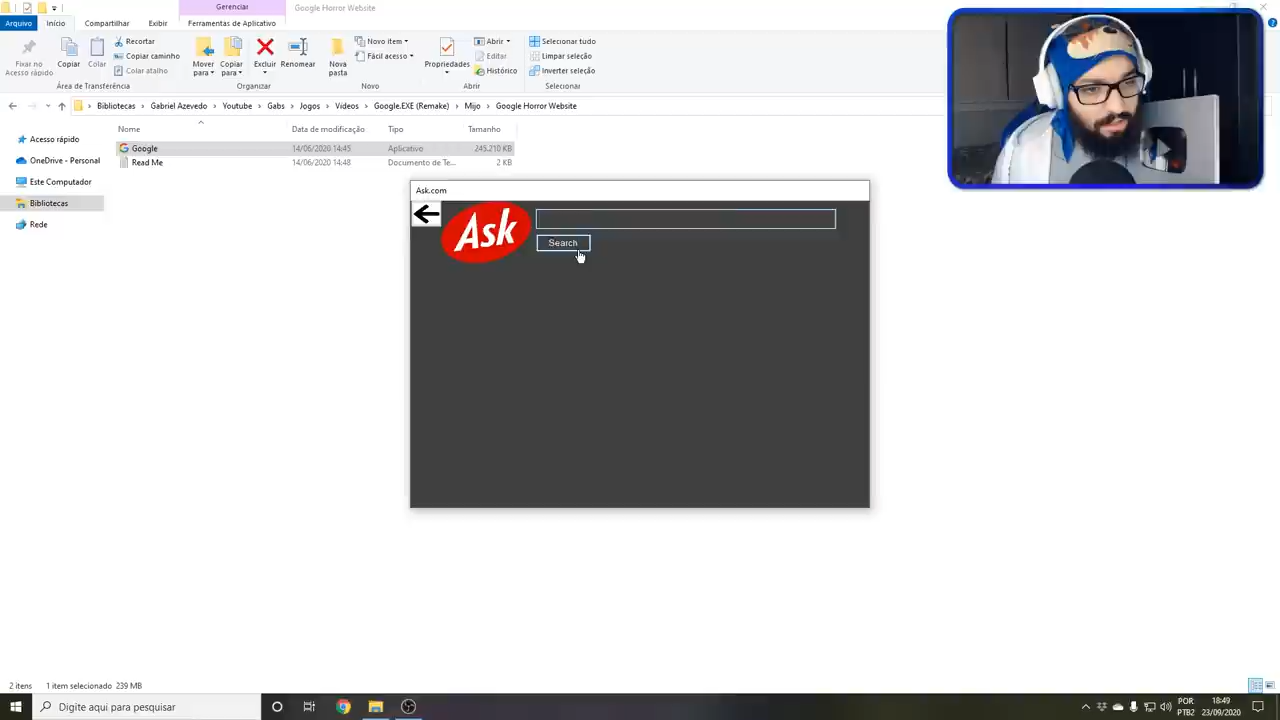 Gerenciar
Google Horror Website
Arquivo
Início
Compartilhar
Exibir
Ferramentas de Aplicativo
Fixar no
Acesso rápido
Copiar
Colar
Recortar
Copiar caminho
Colar atalho
Área de Transferência
Mover
para
Copiar
para
Excluir
Renomear
Organizar
Nova
pasta
Novo item
Fácil acesso
Novo
Propriedades
Abrir
Editar
Histórico
Abrir
Selecionar tudo
Limpar seleção
Inverter seleção
Selecionar
Bibliotecas > Gabriel Azevedo > Youtube > Gabs > Jogos > Vídeos > Google.EXE (Remake) > Mijo > Google Horror Website
Nome
Data de modificação
Tipo
Tamanho
Google
14/06/2020 14:45
Aplicativo
245.210 KB
Read Me
14/06/2020 14:48
Documento de Te...
2 KB
Acesso rápido
OneDrive - Personal
Este Computador
Bibliotecas
Rede
Ask.com
Ask
Search
2 itens
1 item selecionado 239 MB
Digite aqui para pesquisar
POR
PTB2
18:49
23/09/2020